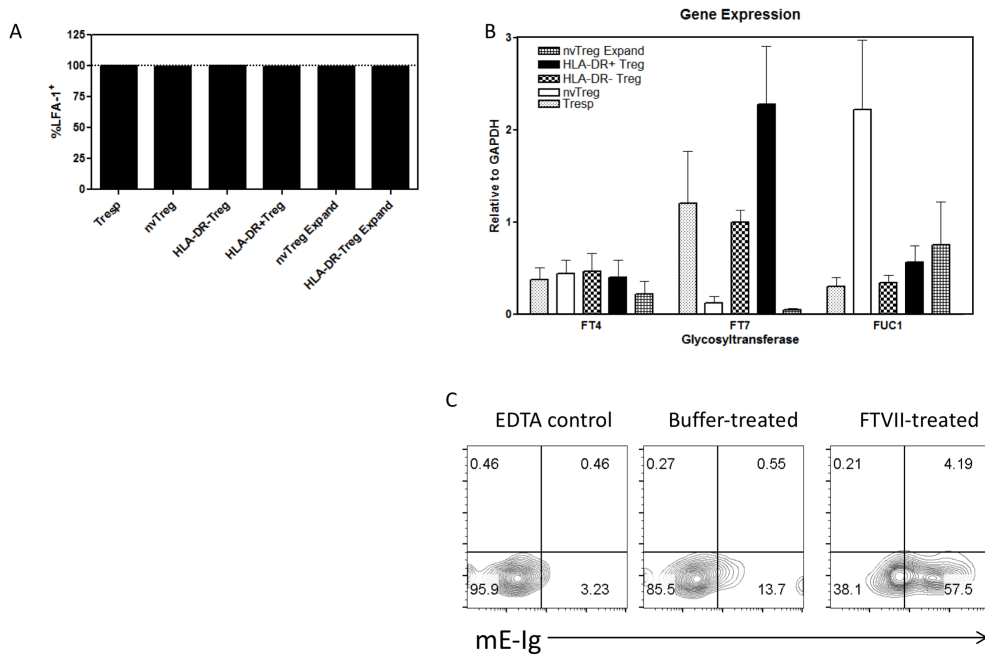 A
%LFA-1+
125
100
75
50
25
0
Tresp
nvTreg
HLA-DR-Treg
HLA-DR+Treg
nvTreg Expand
HLA-DR-Treg Expand
B
Gene Expression
Relative to GAPDH
3
2
1
0
nvTreg Expand
HLA-DR+ Treg
HLA-DR- Treg
nvTreg
Tresp
FT4 FT7 FUC1
Glycosyltransferase
C
EDTA control Buffer-treated FTVII-treated
0.46 0.46 0.27 0.55 0.21 4.19
95.9 3.23 85.5 13.7 38.1 57.5
mE-Ig